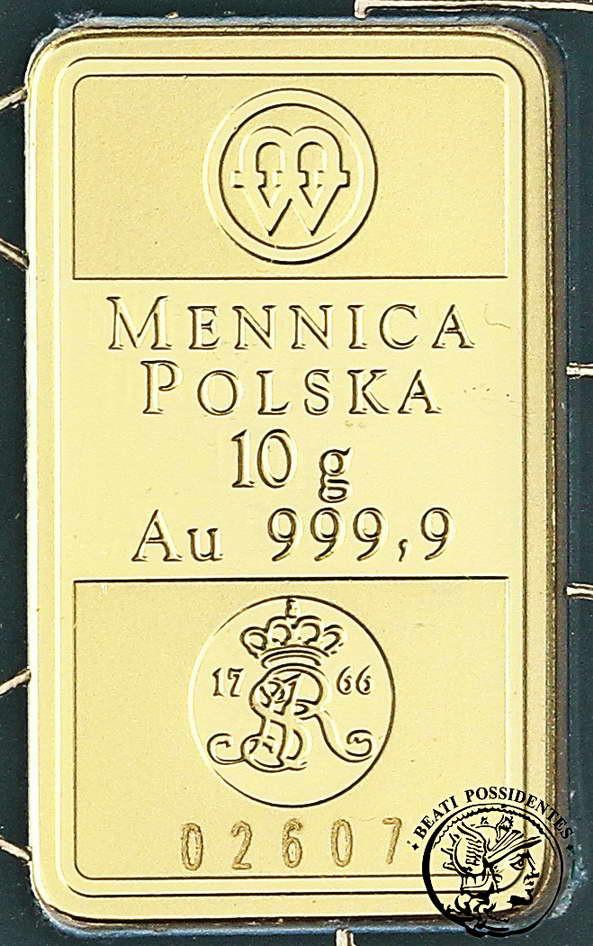 MENNICA
POLSKA
10 g
Au 999,9
17 66
02607
BEATI POSSIDENTES